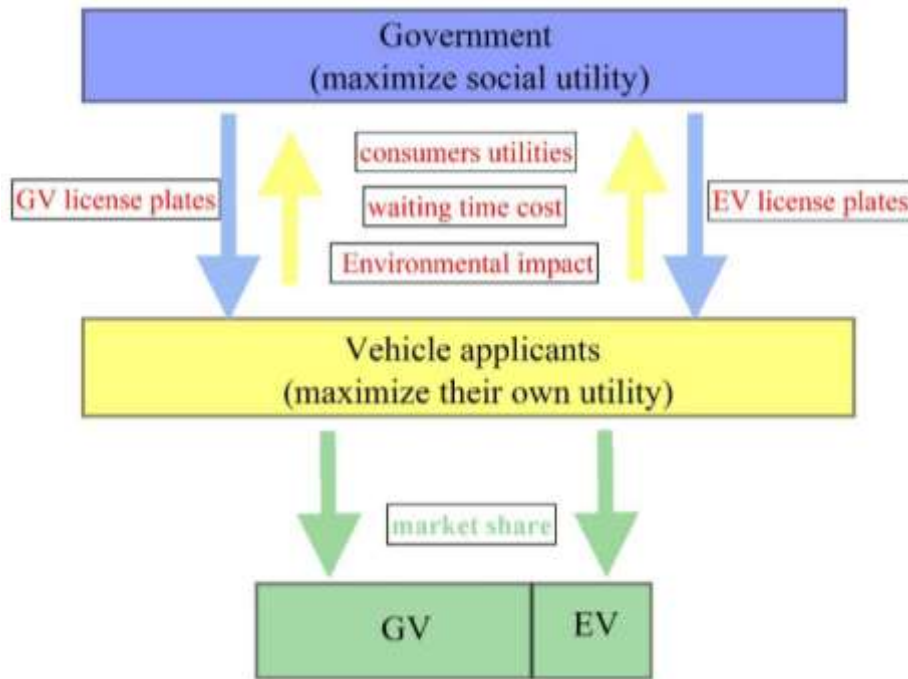 Government
(maximize social utility)
consumers utilities
GV license plates
waiting time cost
EV license plates
Environmental impact
Vehicle applicants
(maximize their own utility)
market share
GV
EV